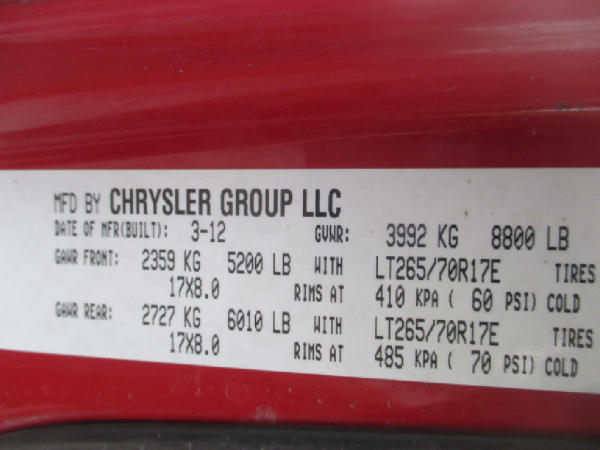 MFD BY CHRYSLER GROUP LLC
DATE OF MFR(BUILT): 3-12 GVWR: 3992 KG 8800 LB
GAWR FRONT: 2359 KG 5200 LB WITH LT265/70R17E TIRES
17X8.0 RIMS AT 410 KPA ( 60 PSI) COLD
GAWR REAR: 2727 KG 6010 LB WITH LT265/70R17E TIRES
17X8.0 RIMS AT 485 KPA ( 70 PSI) COLD